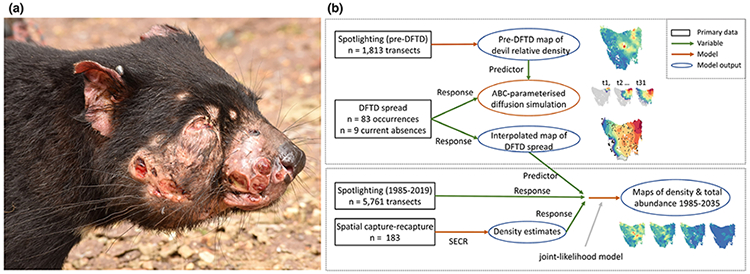 (a)
(b)
Spotlighting (pre-DFTD)
n = 1,813 transects
Pre-DFTD map of
devil relative density
Primary data
Variable
Model
Model output
Predictor
t1, t2 ... t31
Response
ABC-parameterised
diffusion simulation
DFTD spread
n = 83 occurrences
n = 9 current absences
Response
Interpolated map of
DFTD spread
Predictor
Spotlighting (1985-2019)
n = 5,761 transects
Response
Maps of density & total
abundance 1985-2035
Response
Spatial capture-recapture
n = 183
SECR
Density estimates
joint-likelihood model